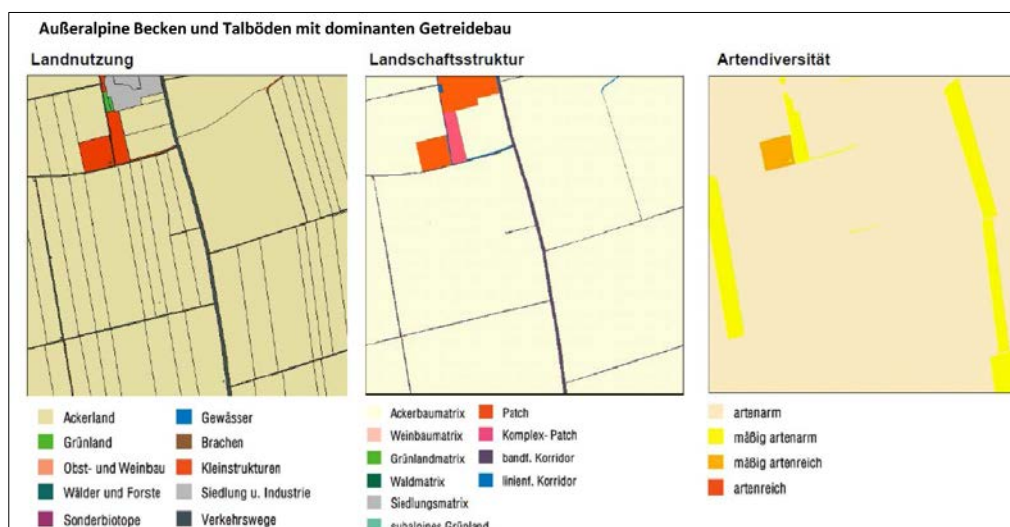 Außeralpine Becken und Talböden mit dominanten Getreidebau
Landnutzung
Landschaftsstruktur
Artendiversität
Ackerland
Grünland
Obst- und Weinbau
Wälder und Forste
Sonderbiotope
Gewässer
Brachen
Kleinstrukturen
Siedlung u. Industrie
Verkehrswege
Ackerbaumatrix
Weinbaumatrix
Grünlandmatrix
Waldmatrix
Siedlungsmatrix
subalpines Grünland
Patch
Komplex- Patch
bandf. Korridor
linienf. Korridor
artenarm
mäßig artenarm
mäßig artenreich
artenreich